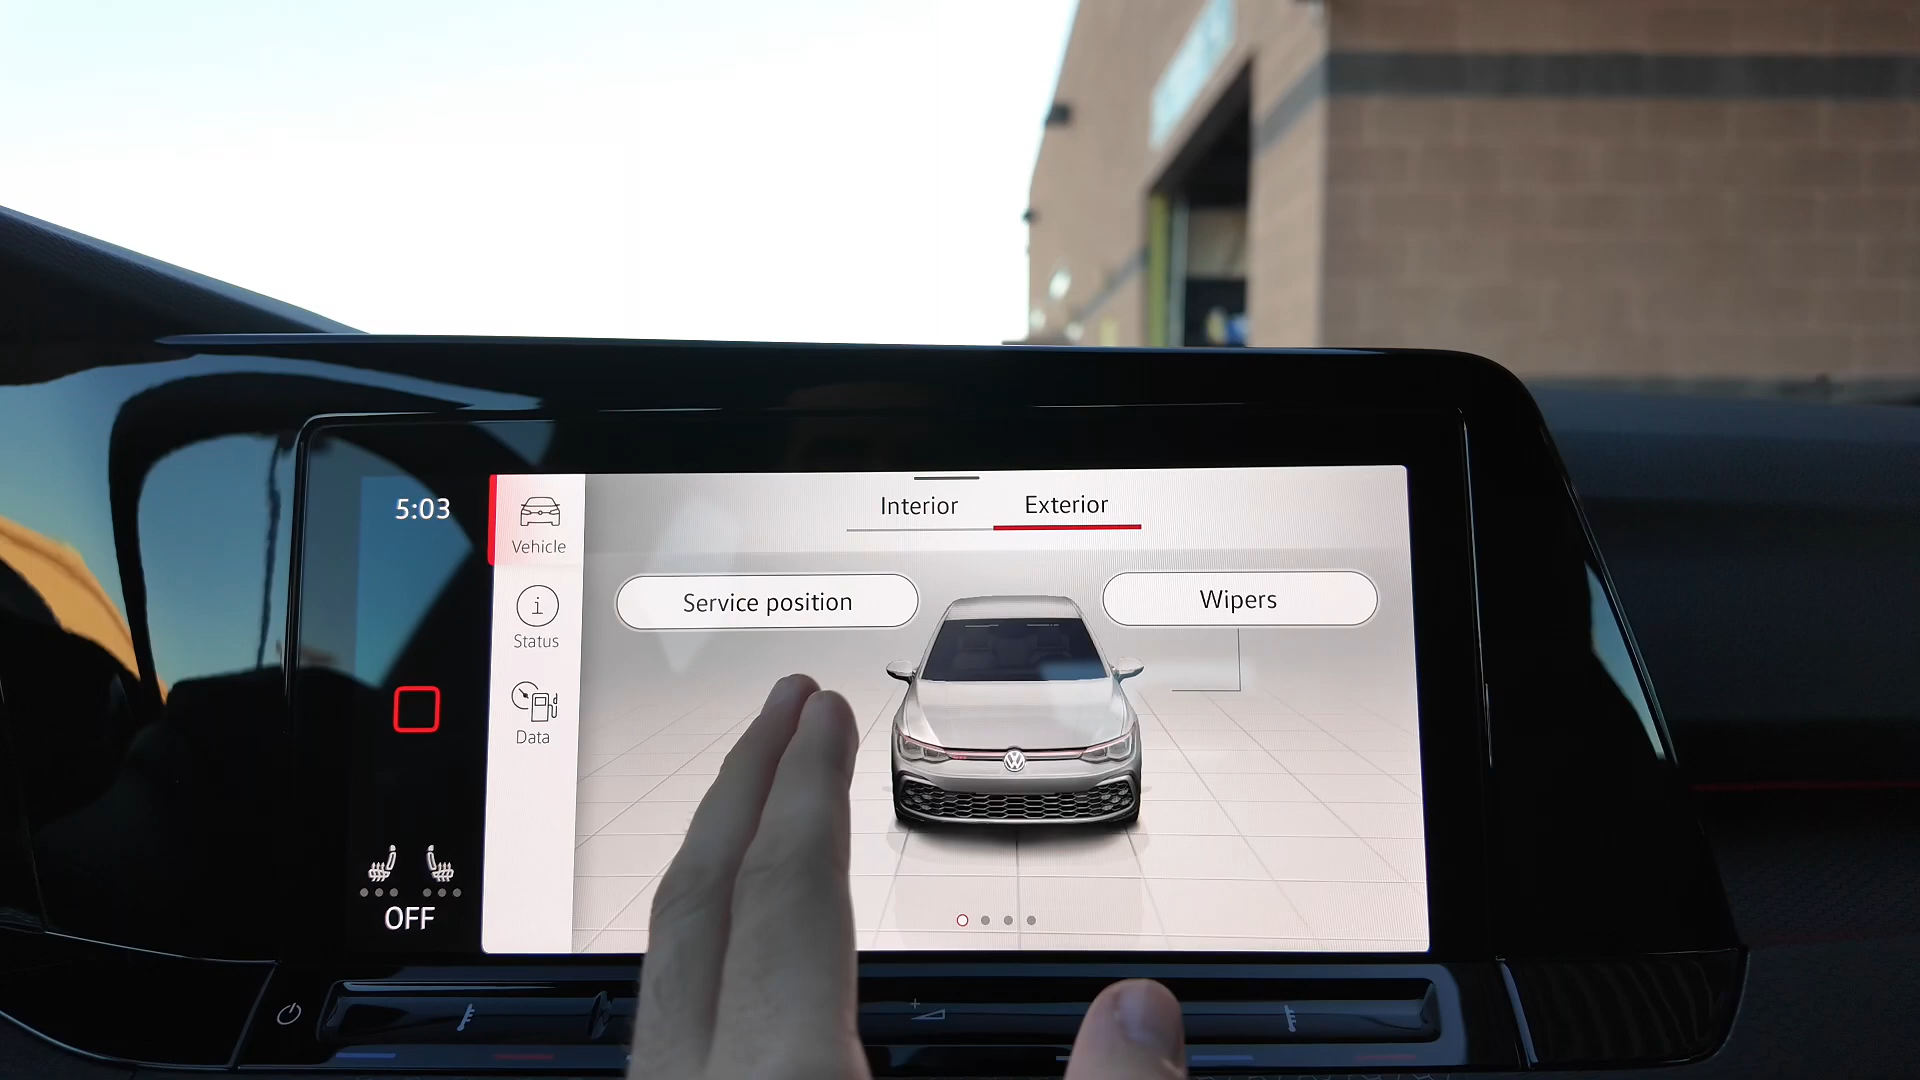 5:03
Vehicle
Interior
Exterior
Service position
Wipers
Status
Data
OFF